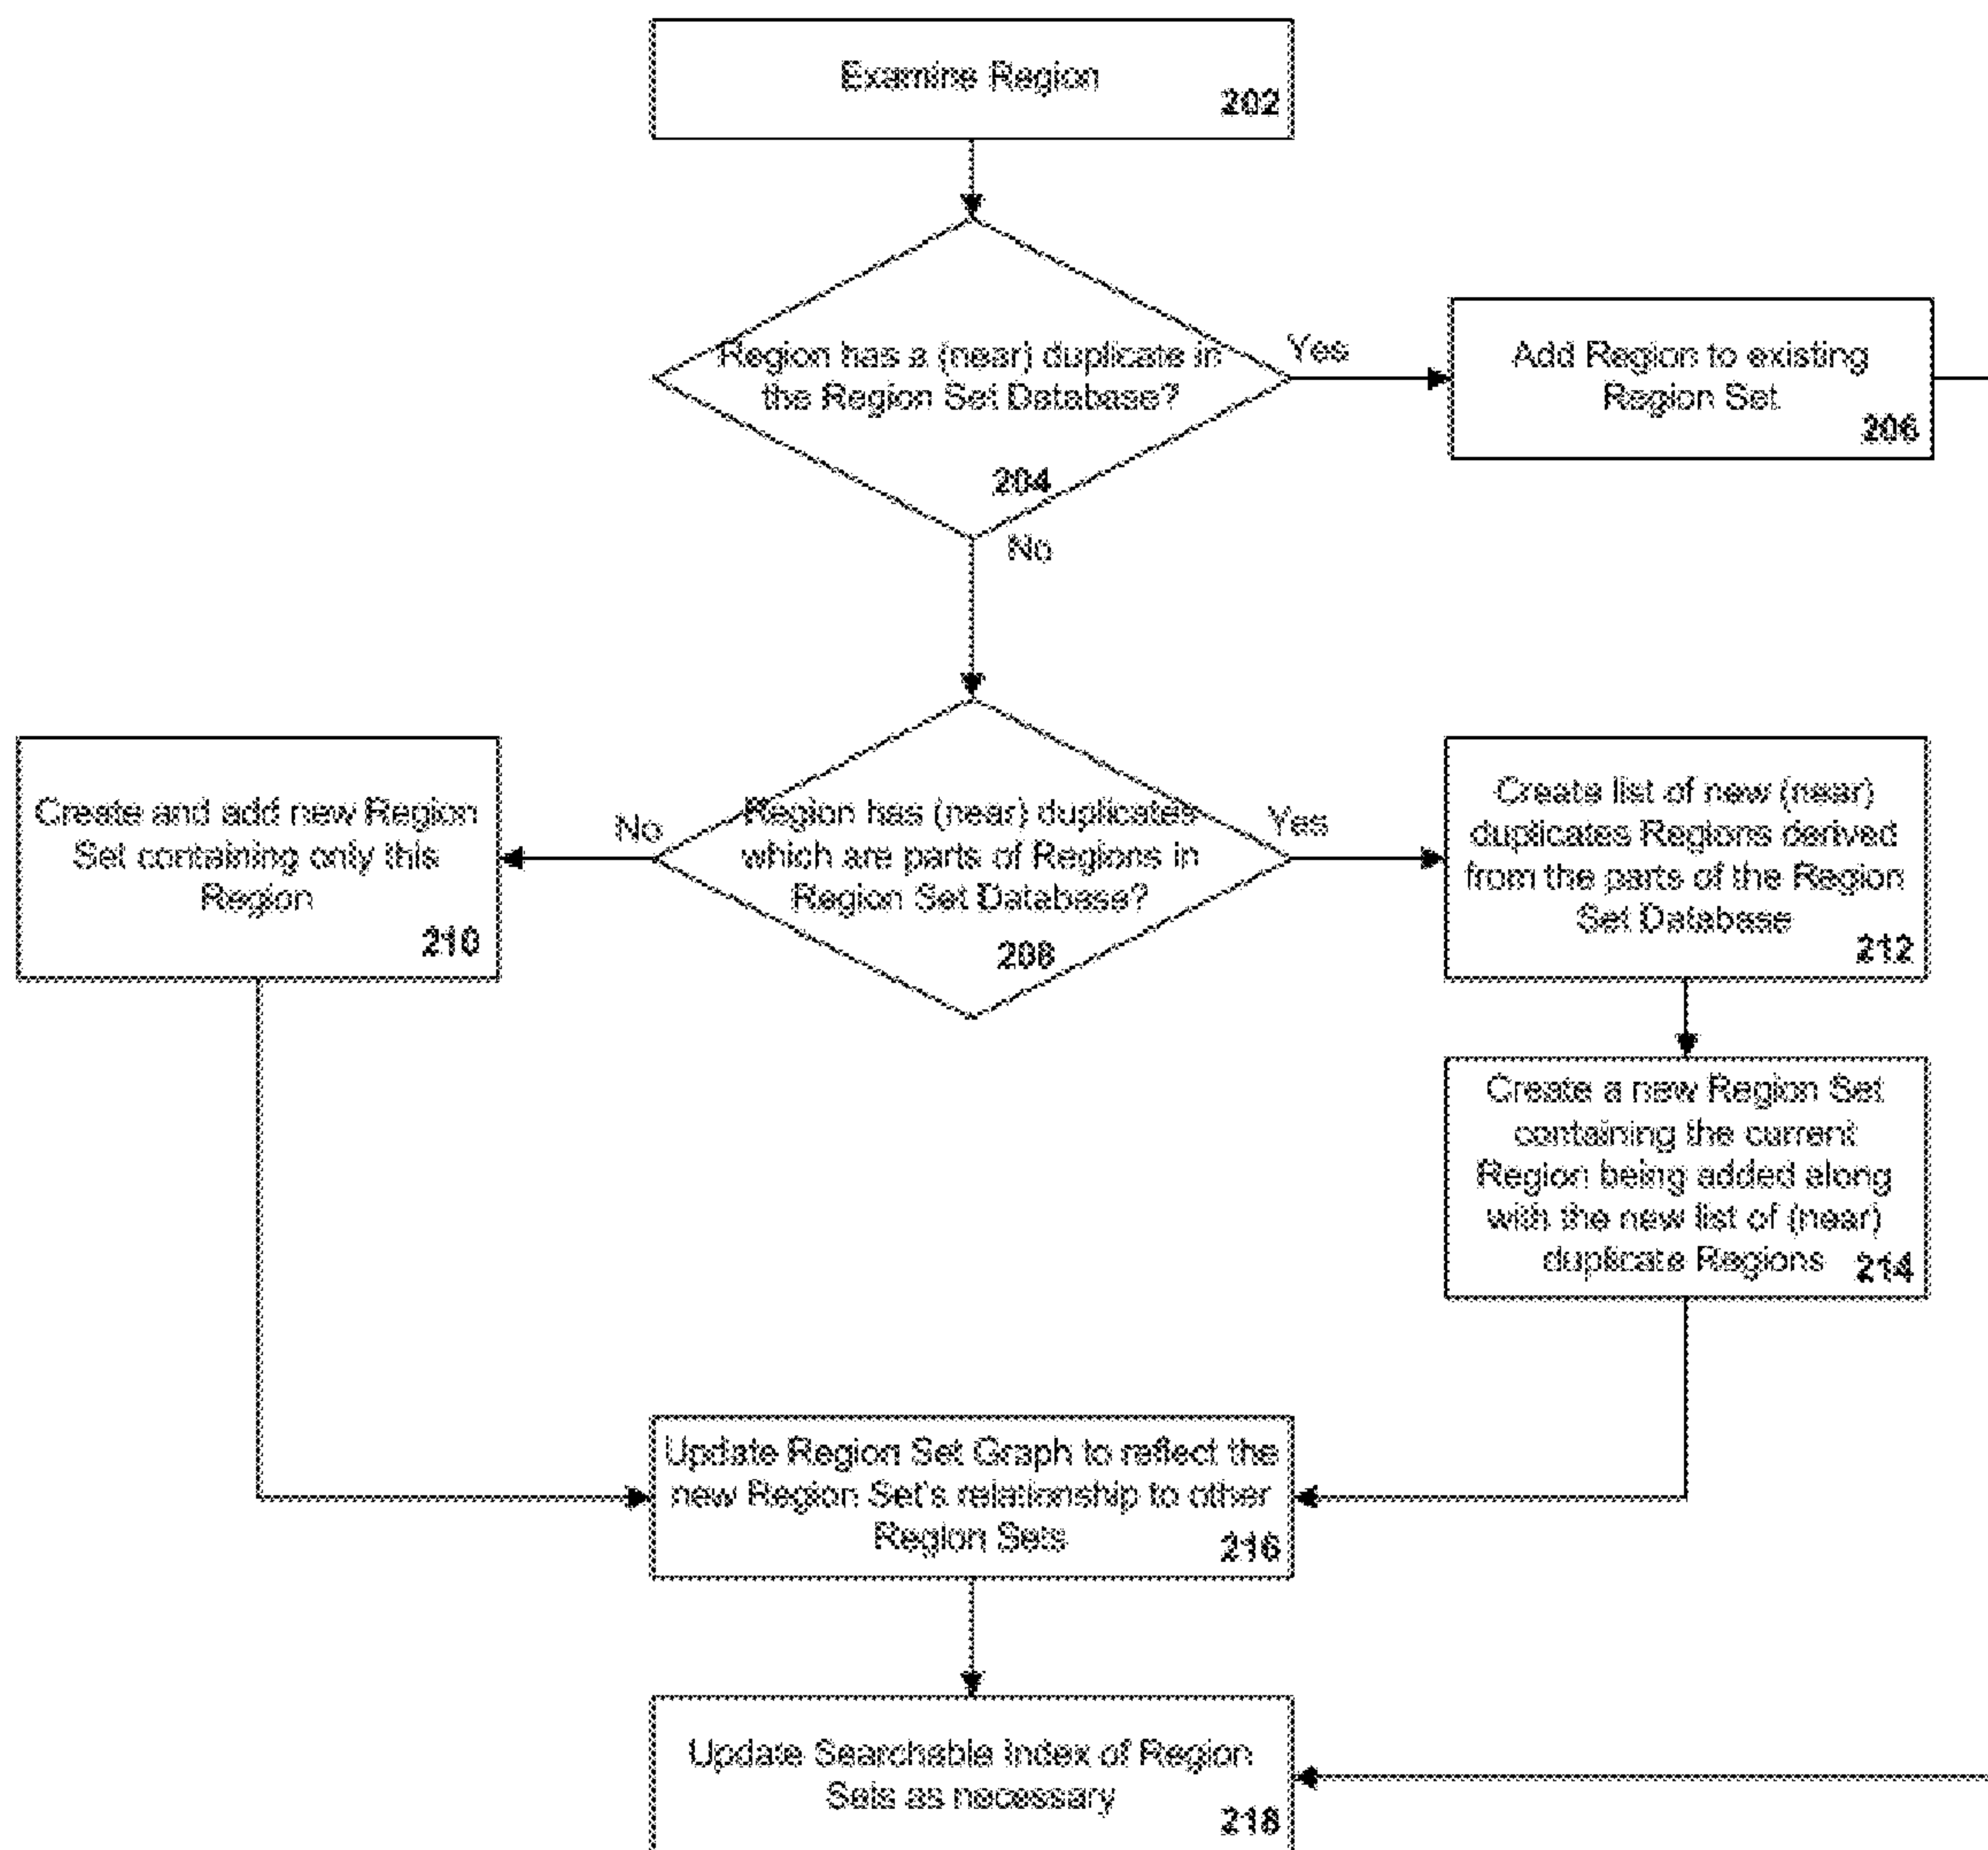 Examine Region
202
Region has a (near) duplicate in
the Region Set Database?
204
Yes
Add Region to existing
Region Set
206
No
Create and add new Region
Set containing only this
Region
210
No
Region has (near) duplicates
which are parts of Regions in
Region Set Database?
208
Yes
Create list of new (near)
duplicates Regions derived
from the parts of the Region
Set Database
212
Create a new Region Set
containing the current
Region being added along
with the new list of (near)
duplicate Regions
214
Update Region Set Graph to reflect the
new Region Set's relationship to other
Region Sets
216
Update Searchable Index of Region
Sets as necessary
218